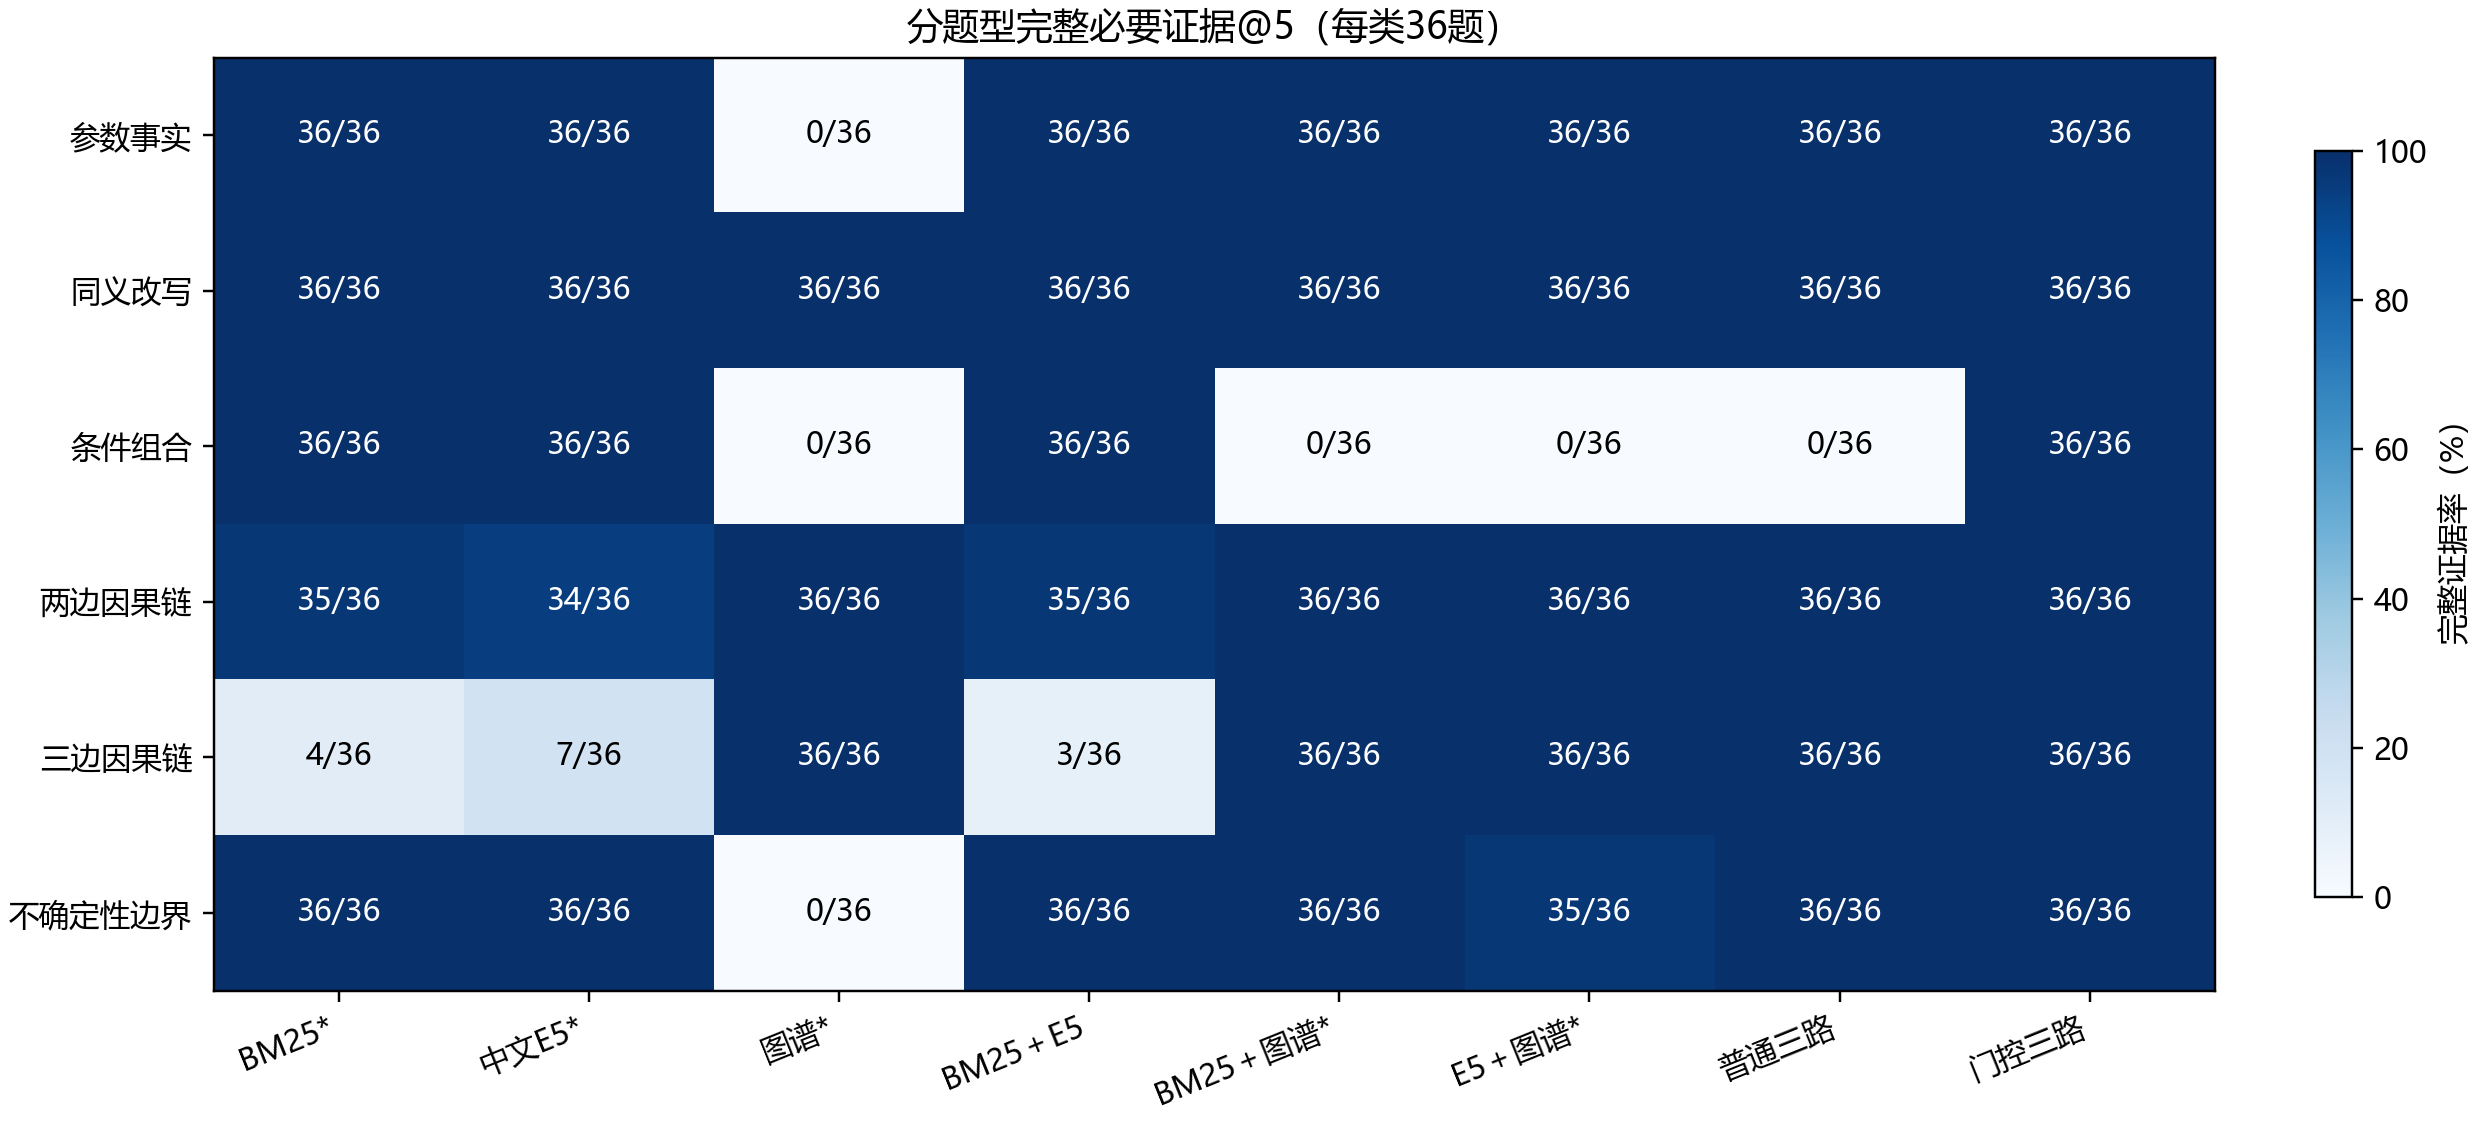 分题型完整必要证据@5（每类36题）
参数事实 36/36 36/36 0/36 36/36 36/36 36/36 36/36 36/36
同义改写 36/36 36/36 36/36 36/36 36/36 36/36 36/36 36/36
条件组合 36/36 36/36 0/36 36/36 0/36 0/36 0/36 36/36
两边因果链 35/36 34/36 36/36 35/36 36/36 36/36 36/36 36/36
三边因果链 4/36 7/36 36/36 3/36 36/36 36/36 36/36 36/36
不确定性边界 36/36 36/36 0/36 36/36 36/36 35/36 36/36 36/36
BM25* 中文E5* 图谱* BM25 + E5 BM25 + 图谱* E5 + 图谱* 普通三路 门控三路
100
80
60
40
20
0
完整证据率（%）